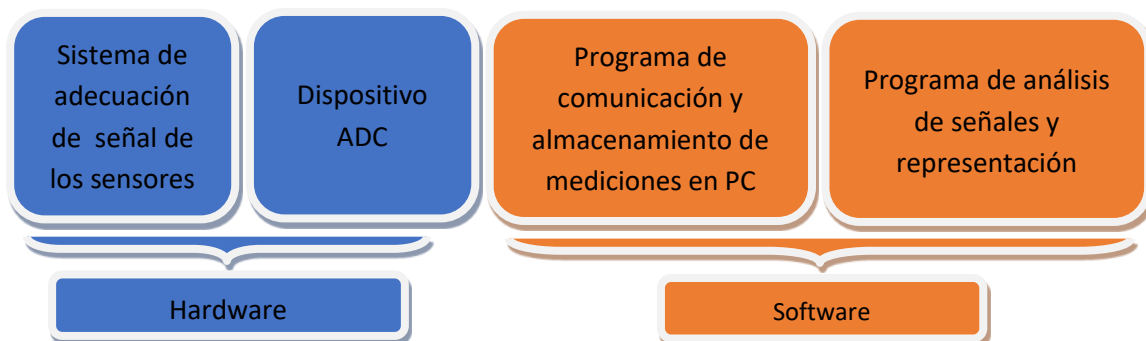 Sistema de
adecuación
de  señal de
los sensores
Dispositivo
ADC
Programa de
comunicación y
almacenamiento de
mediciones en PC
Programa de análisis
de señales y
representación
Hardware
Software